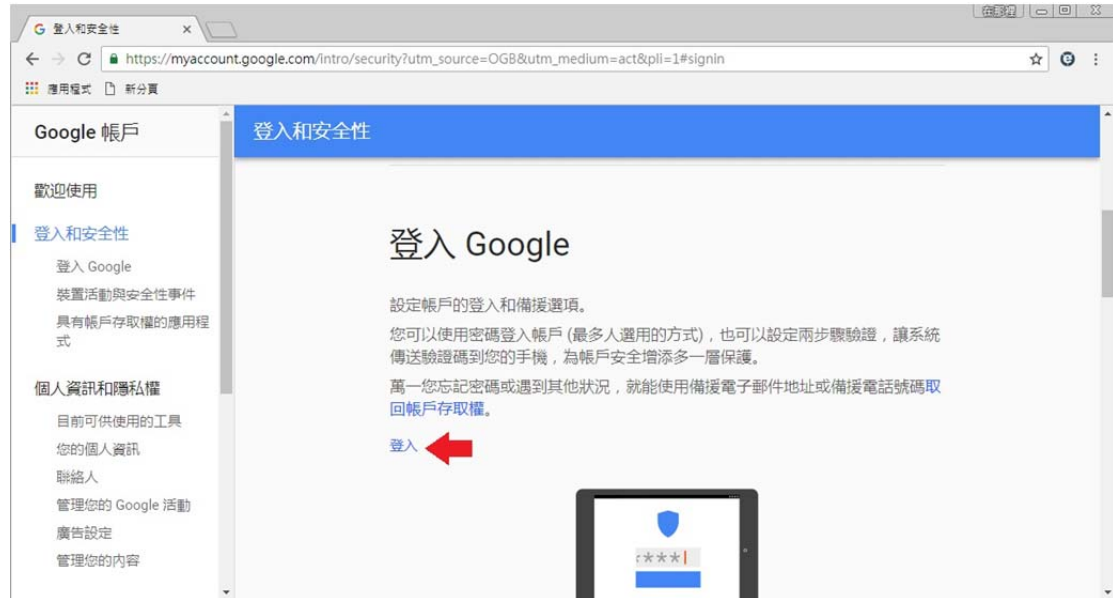 在原裡
登入和安全性
https://myaccount.google.com/intro/security?utm_source=OGB&utm_medium=act&pli=1#signin
應用程式 新分頁
Google 帳戶
歡迎使用
登入和安全性
登入 Google
裝置活動與安全性事件
具有帳戶存取權的應用程
式
個人資訊和隱私權
目前可供使用的工具
您的個人資訊
聯絡人
管理您的 Google 活動
廣告設定
管理您的內容
登入和安全性
登入 Google
設定帳戶的登入和備援選項。
您可以使用密碼登入帳戶 (最多人選用的方式)，也可以設定兩步驟驗證，讓系統
傳送驗證碼到您的手機，為帳戶安全增添多一層保護。
萬一您忘記密碼或遇到其他狀況，就能使用備援電子郵件地址或備援電話號碼取
回帳戶存取權。
登入
****